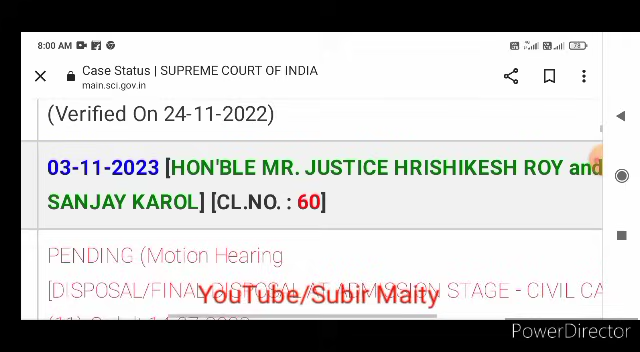 8:00 AM
28
Case Status | SUPREME COURT OF INDIA
main.sci.gov.in
(Verified On 24-11-2022)
03-11-2023 [HON'BLE MR. JUSTICE HRISHIKESH ROY and
SANJAY KAROL] [CL.NO. : 60]
PENDING (Motion Hearing
[DISPOSAL/FINAL DISPOSAL AT ADMISSION STAGE - CIVIL CA
YouTube/Subir Maity
PowerDirector